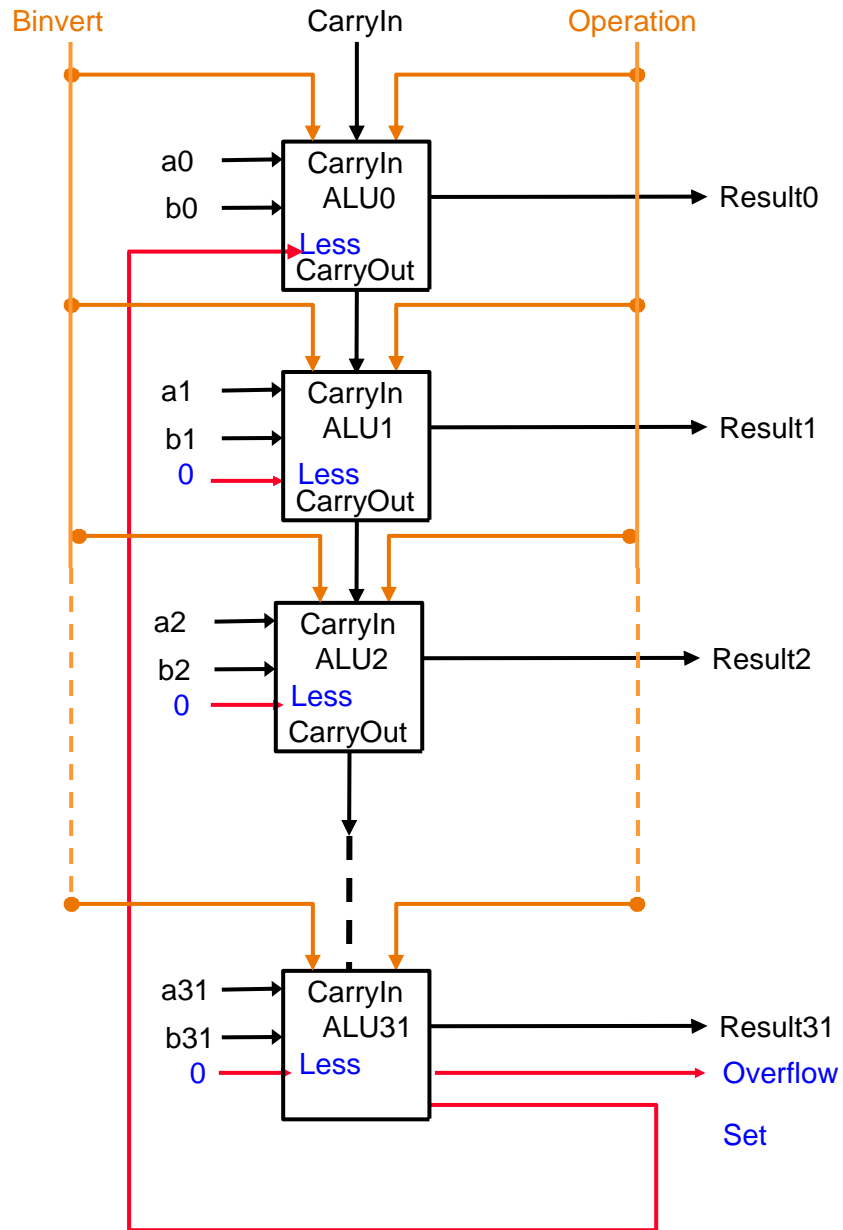 Binvert CarryIn Operation
CarryIn
a0
ALU0
b0
Result0
Less
CarryOut
a1
CarryIn
ALU1
b1
Result1
0
Less
CarryOut
a2
CarryIn
ALU2
b2
Result2
0
Less
CarryOut
a31
CarryIn
ALU31
b31
Result31
0
Less
Overflow
Set